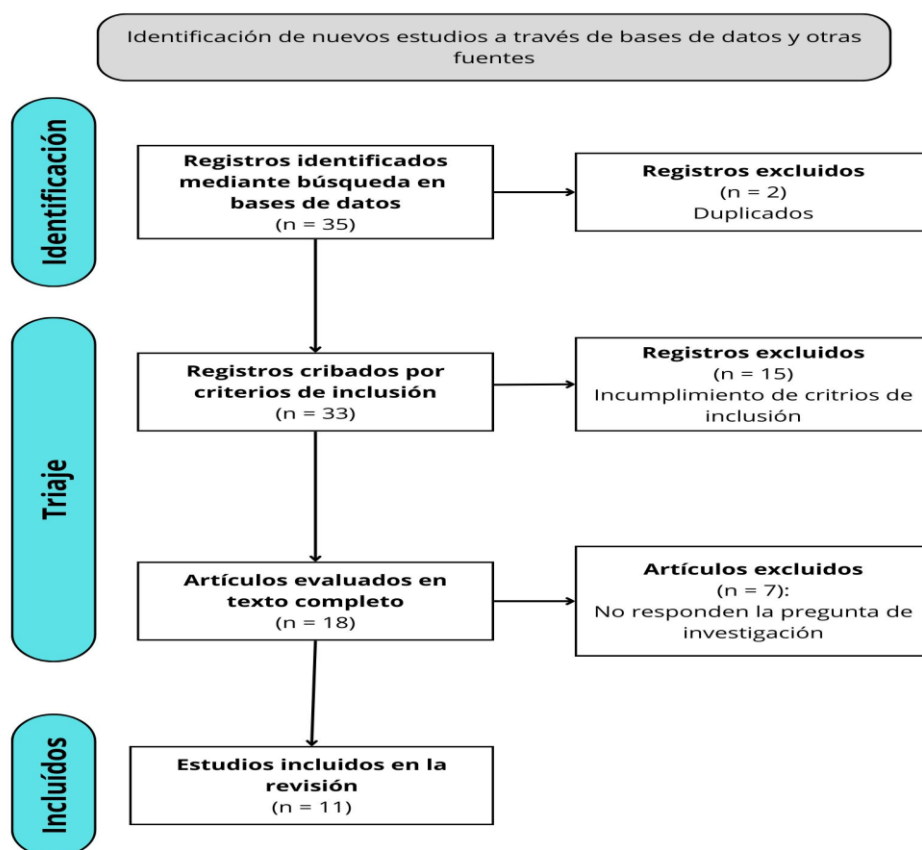 Identificación de nuevos estudios a través de bases de datos y otras
fuentes
Identificación
Registros identificados
mediante búsqueda en
bases de datos
(n = 35)
Registros excluidos
(n = 2)
Duplicados
Triaje
Registros cribados por
criterios de inclusión
(n = 33)
Registros excluidos
(n = 15)
Incumplimiento de critrios de
inclusión
Artículos evaluados en
texto completo
(n = 18)
Artículos excluidos
(n = 7):
No responden la pregunta de
investigación
Incluídos
Estudios incluidos en la
revisión
(n = 11)